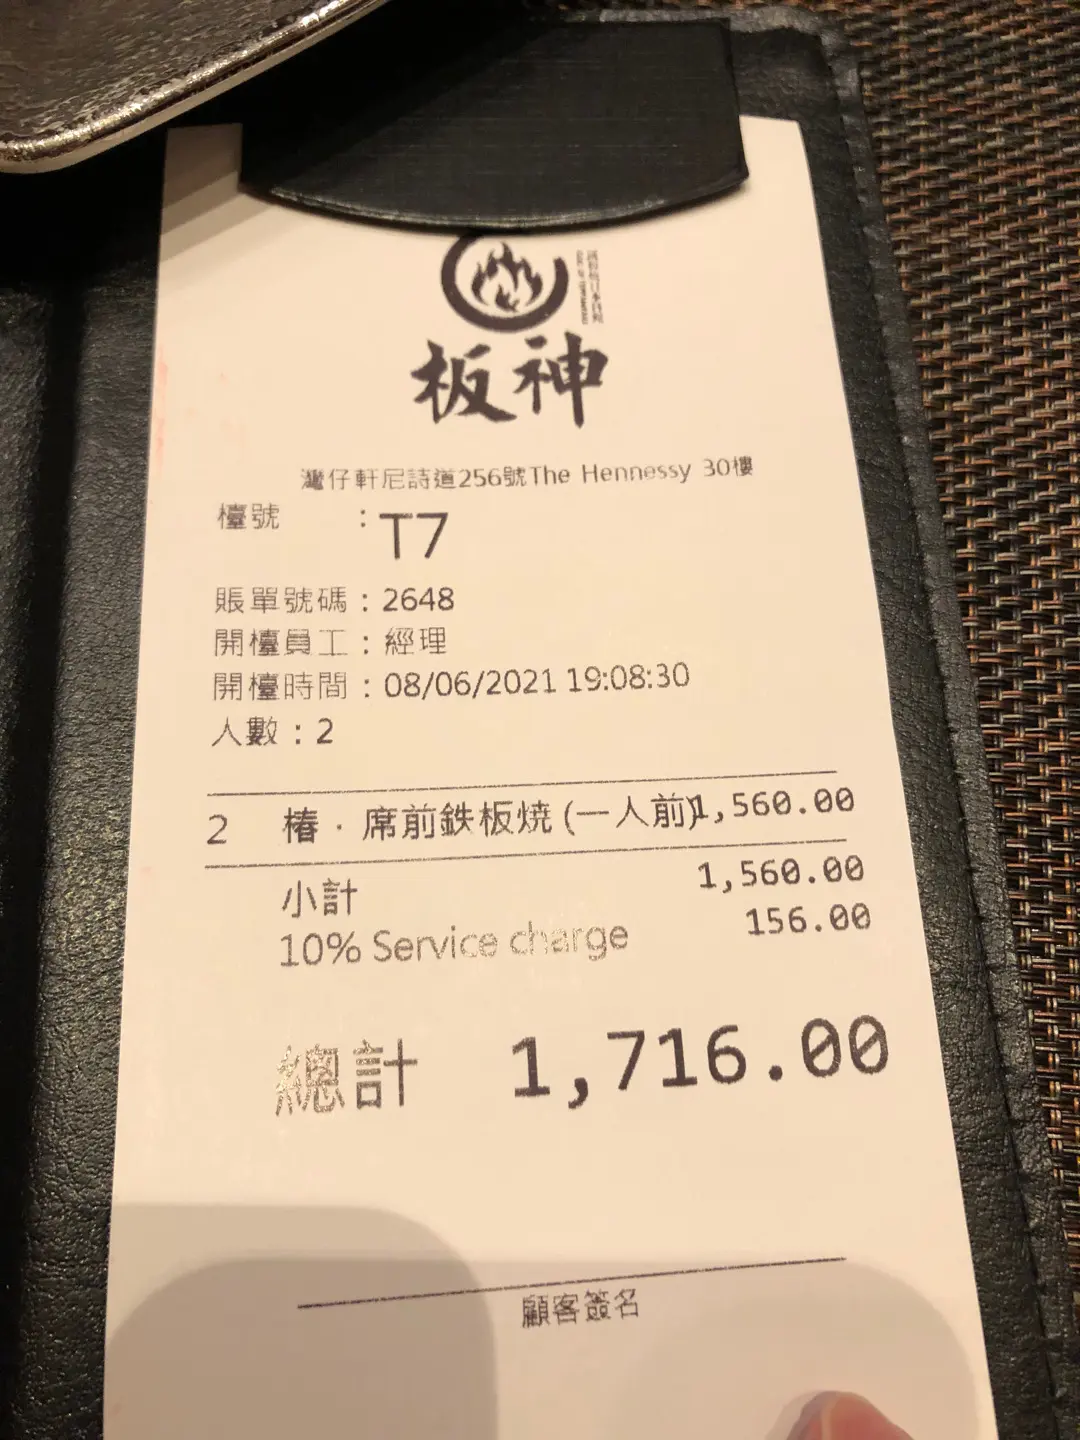 板神
灣仔軒尼詩道256號The Hennessy 30樓
檯號 : T7
賬單號碼 : 2648
開檯員工 : 經理
開檯時間 : 08/06/2021 19:08:30
人數 : 2
2 椿 · 席前鉄板焼 (一人前) 1,560.00
小計 1,560.00
10% Service charge 156.00
總計 1,716.00
顧客簽名